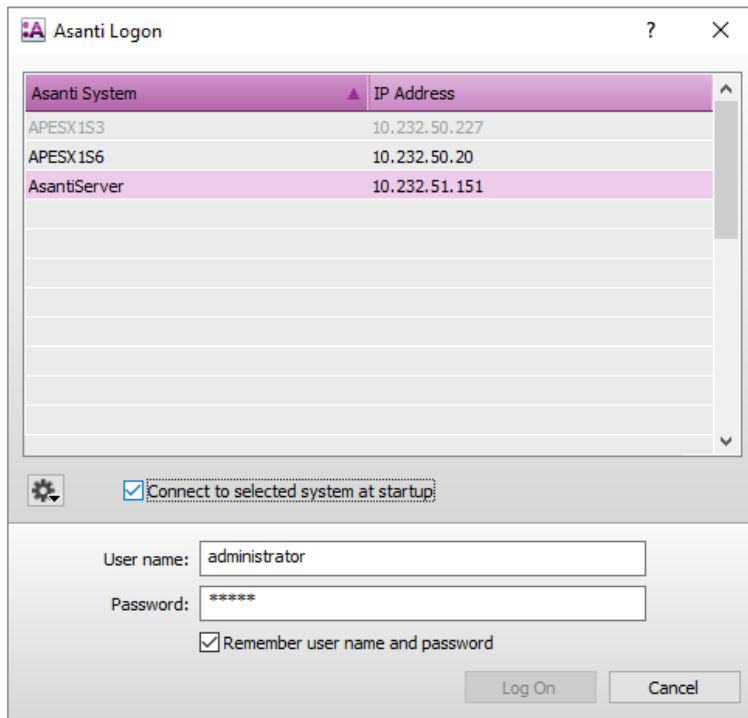 :A Asanti Logon ?
Asanti System IP Address
APESX1S3 10.232.50.227
APESX1S6 10.232.50.20
AsantiServer 10.232.51.151
Connect to selected system at startup
User name: administrator
Password: *****
Remember user name and password
Log On Cancel